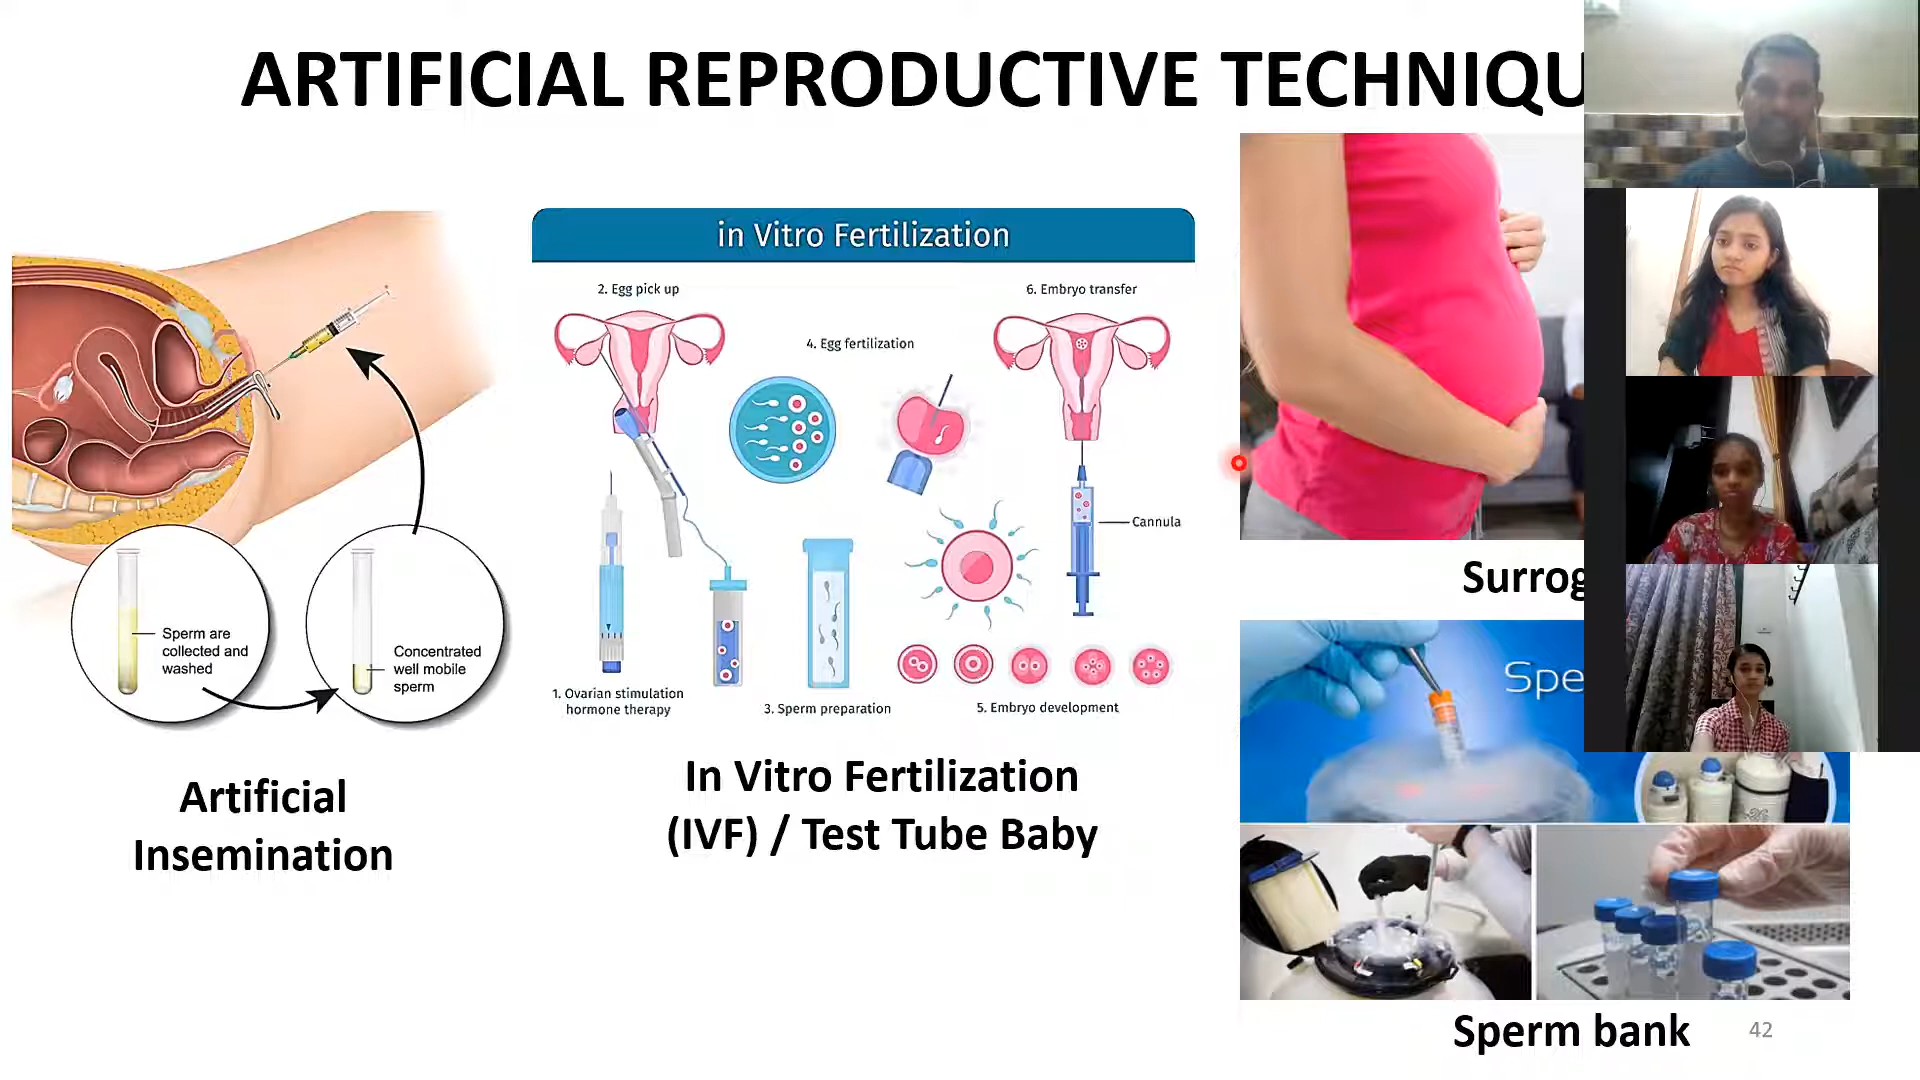 ARTIFICIAL REPRODUCTIVE TECHNIQU
in Vitro Fertilization
2. Egg pick up
6. Embryo transfer
4. Egg fertilization
Cannula
1. Ovarian stimulation
hormone therapy
3. Sperm preparation
5. Embryo development
Sperm are
collected and
washed
Concentrated
well mobile
sperm
Artificial
Insemination
In Vitro Fertilization
(IVF) / Test Tube Baby
Surrog
Spe
Sperm bank
42